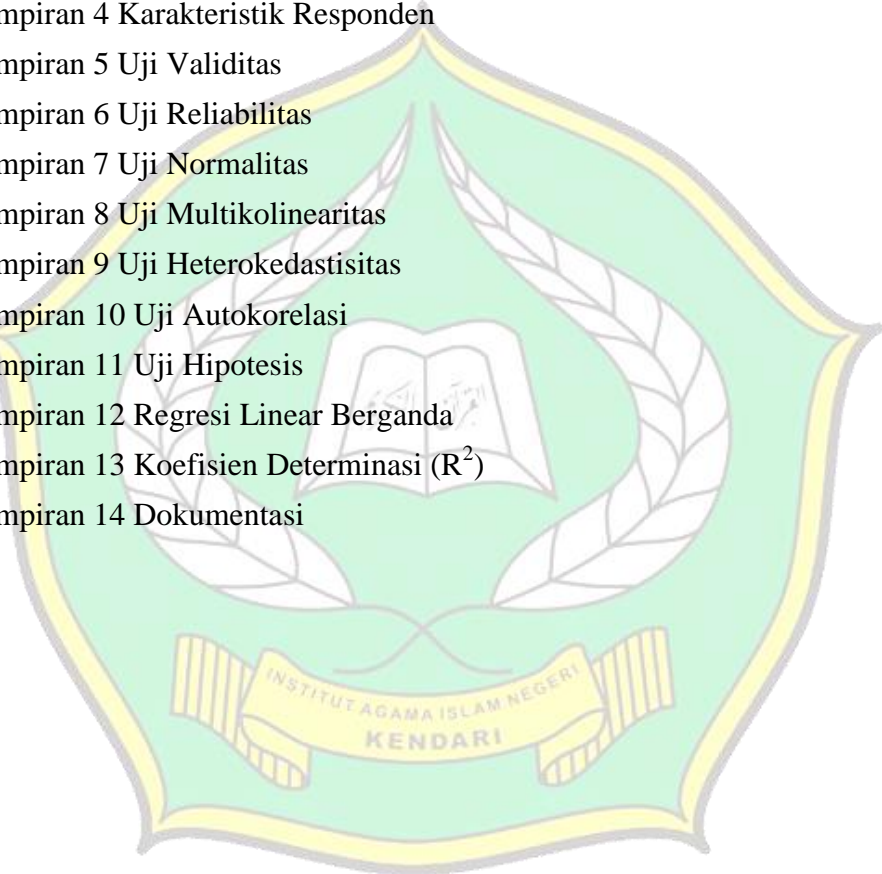 mpiran 4 Karakteristik Responden
mpiran 5 Uji Validitas
mpiran 6 Uji Reliabilitas
mpiran 7 Uji Normalitas
mpiran 8 Uji Multikolinearitas
mpiran 9 Uji Heterokedastisitas
mpiran 10 Uji Autokorelasi
mpiran 11 Uji Hipotesis
mpiran 12 Regresi Linear Berganda
mpiran 13 Koefisien Determinasi (R²)
mpiran 14 Dokumentasi
INSTITUT AGAMA ISLAM NEGERI
KENDARI